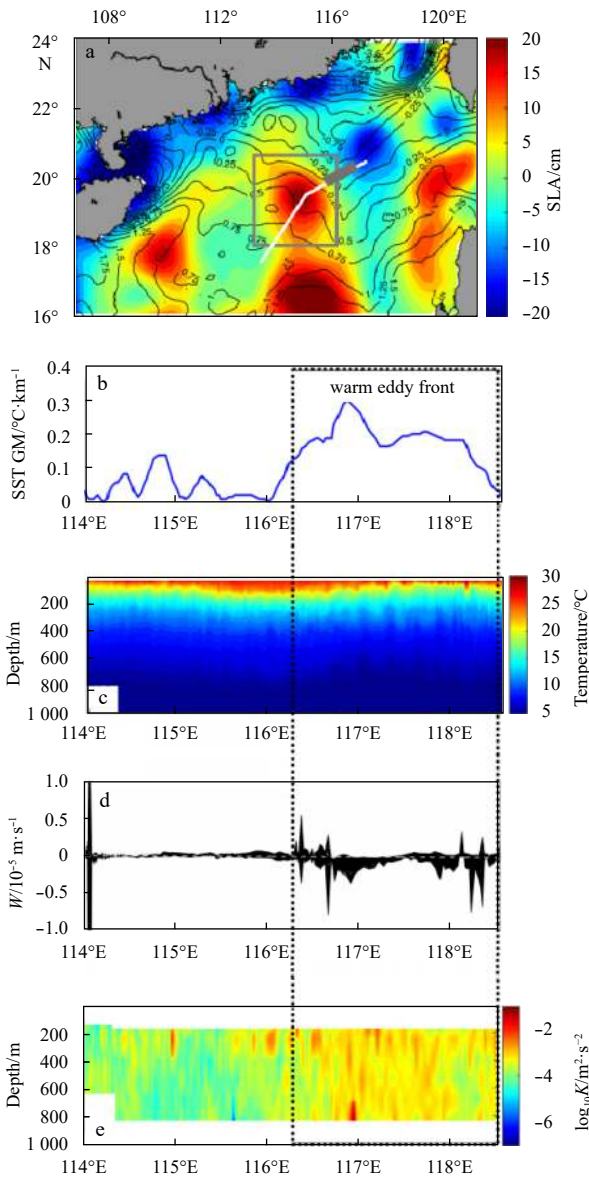 108° 112° 116° 120°E
24°
N
22°
20°
18°
16°
a
20
15
10
5
0
-5
-10
-15
-20
SLA/cm
0.4
0.3
0.2
0.1
0
SST GM/°C·km⁻¹
b
warm eddy front
114°E 115°E 116°E 117°E 118°E
200
400
600
800
1 000
Depth/m
c
30
25
20
15
10
5
Temperature/°C
114°E 115°E 116°E 117°E 118°E
1.0
0.5
0
-0.5
-1.0
W/10⁻⁵ m·s⁻¹
d
114°E 115°E 116°E 117°E 118°E
200
400
600
800
1 000
Depth/m
e
-2
-4
-6
log₁₀K/m²·s⁻²
114°E 115°E 116°E 117°E 118°E